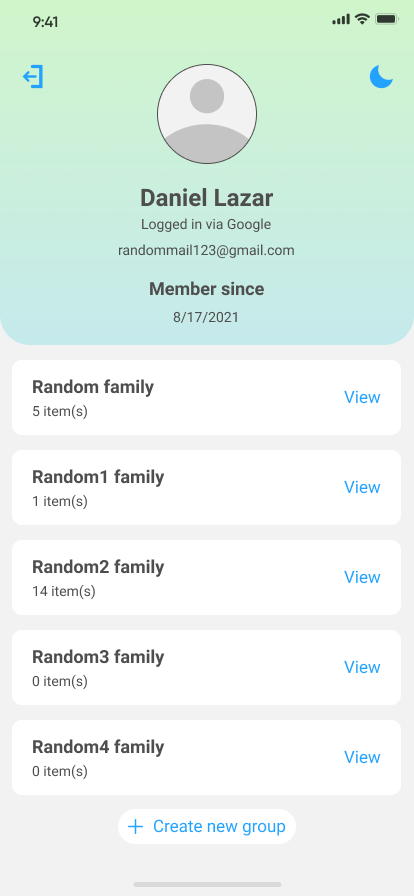 9:41
Daniel Lazar
Logged in via Google
randommail123@gmail.com
Member since
8/17/2021
Random family
5 item(s)
View
Random1 family
1 item(s)
View
Random2 family
14 item(s)
View
Random3 family
0 item(s)
View
Random4 family
0 item(s)
View
Create new group